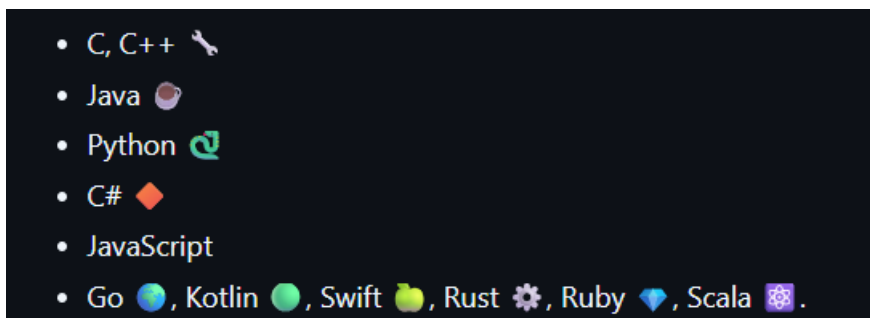 • C, C++ 🔧
• Java ☕
• Python 🐍
• C# 🔶
• JavaScript
• Go 🌍, Kotlin 🟢, Swift 🍏, Rust ⚙️, Ruby 💎, Scala ⚛️.